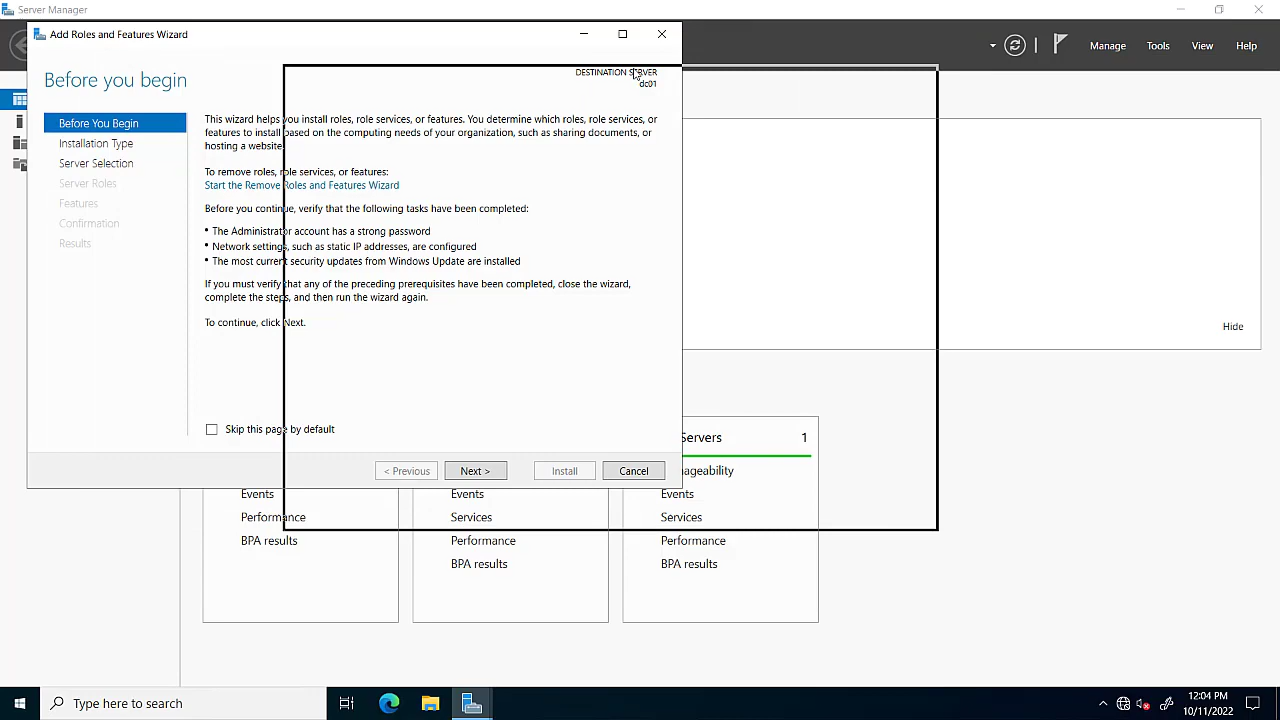 Server Manager
Add Roles and Features Wizard
Manage
Tools
View
Help
Before you begin
DESTINATION SERVER
dc01
Before You Begin
Installation Type
Server Selection
Server Roles
Features
Confirmation
Results
This wizard helps you install roles, role services, or features. You determine which roles, role services, or
features to install based on the computing needs of your organization, such as sharing documents, or
hosting a website.
To remove roles, role services, or features:
Start the Remove Roles and Features Wizard
Before you continue, verify that the following tasks have been completed:
• The Administrator account has a strong password
• Network settings, such as static IP addresses, are configured
• The most current security updates from Windows Update are installed
If you must verify that any of the preceding prerequisites have been completed, close the wizard,
complete the steps, and then run the wizard again.
To continue, click Next.
Skip this page by default
< Previous
Next >
Install
Cancel
Hide
Servers
1
ageability
Events
Performance
BPA results
Events
Services
Performance
BPA results
Events
Services
Performance
BPA results
Type here to search
12:04 PM
10/11/2022